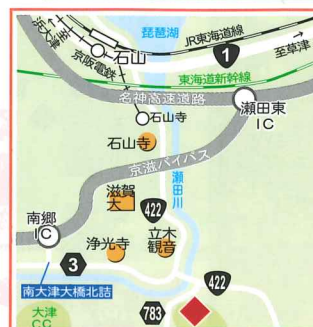 琵琶湖
JR東海道線
至草津
1
石山
浜大津
京阪電鉄
東海道新幹線
名神高速道路
瀬田東
IC
石山寺
石山寺
京滋バイパス
瀬田川
滋賀
大
422
南郷
IC
浄光寺
立木
観音
3
422
南大津大橋北詰
783
大津
CC